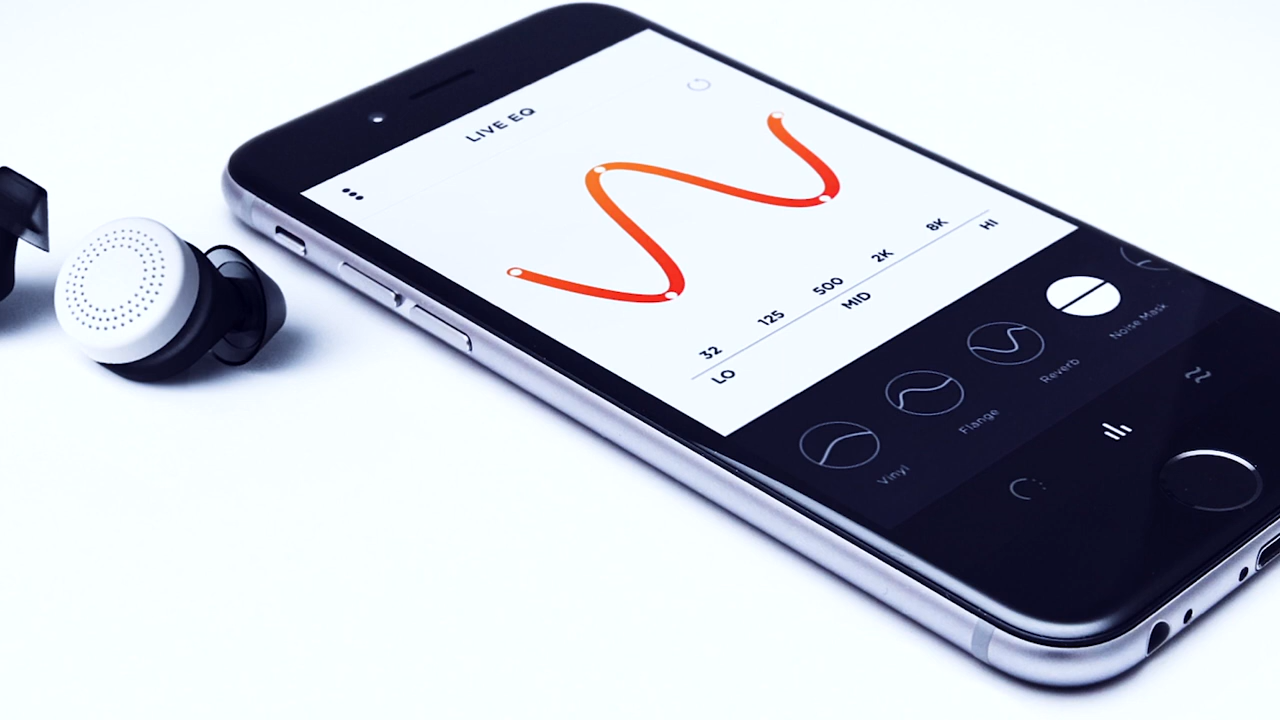 LIVE EQ
32 125 500 2K 8K
LO MID HI
Vinyl Flange Reverb Noise Mask